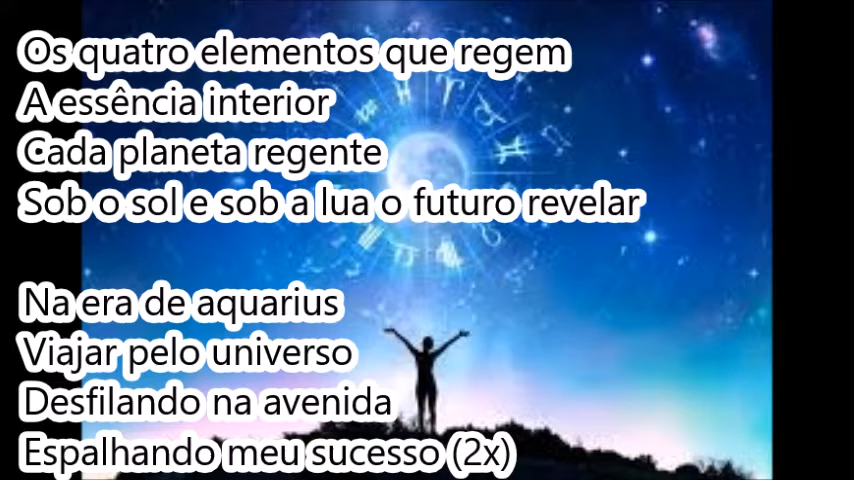 Os quatro elementos que regem
A essência interior
Cada planeta regente
Sob o sol e sob a lua o futuro revelar
Na era de aquarius
Viajar pelo universo
Desfilando na avenida
Espalhando meu sucesso (2x)